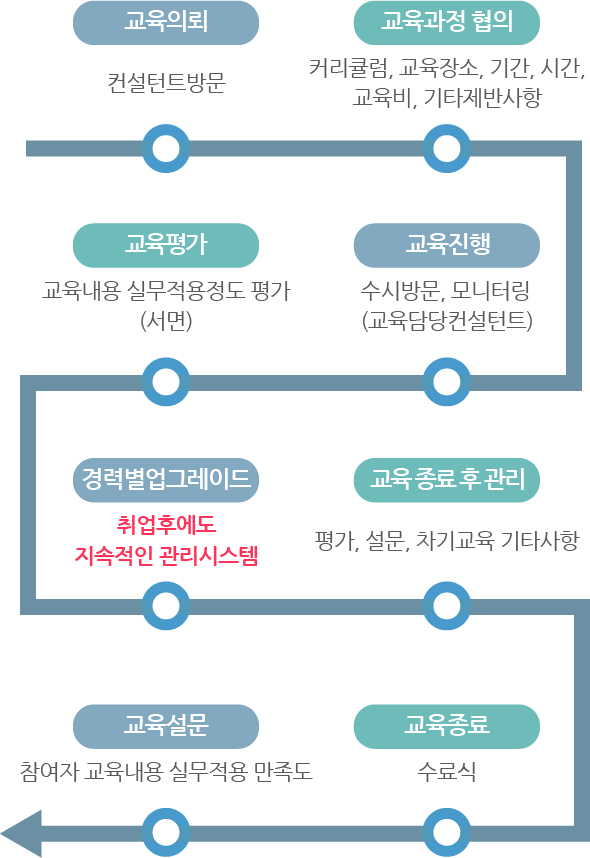 교육의뢰
컨설턴트방문
교육과정 협의
커리큘럼, 교육장소, 기간, 시간,
교육비, 기타제반사항
교육평가
교육내용 실무적용정도 평가
(서면)
교육진행
수시방문, 모니터링
(교육담당컨설턴트)
경력별업그레이드
취업후에도
지속적인 관리시스템
교육 종료 후 관리
평가, 설문, 차기교육 기타사항
교육설문
참여자 교육내용 실무적용 만족도
교육종료
수료식